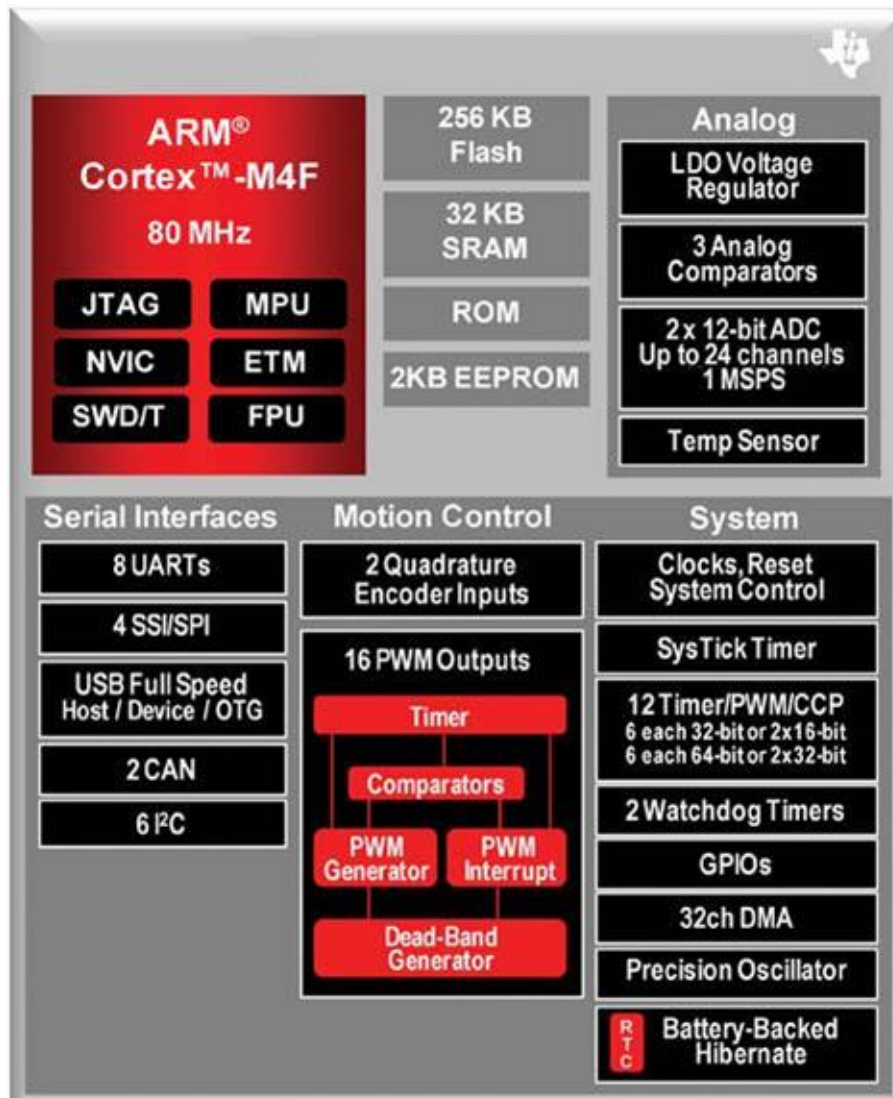 ARM®
Cortex™-M4F
80 MHz
JTAG
MPU
NVIC
ETM
SWD/T
FPU
256 KB
Flash
32 KB
SRAM
ROM
2KB EEPROM
Analog
LDO Voltage
Regulator
3 Analog
Comparators
2 x 12-bit ADC
Up to 24 channels
1 MSPS
Temp Sensor
Serial Interfaces
8 UARTs
4 SSI/SPI
USB Full Speed
Host / Device / OTG
2 CAN
6 I²C
Motion Control
2 Quadrature
Encoder Inputs
16 PWM Outputs
Timer
Comparators
PWM
Generator
PWM
Interrupt
Dead-Band
Generator
System
Clocks, Reset
System Control
SysTick Timer
12 Timer/PWM/CCP
6 each 32-bit or 2x16-bit
6 each 64-bit or 2x32-bit
2 Watchdog Timers
GPIOs
32ch DMA
Precision Oscillator
RTC
Battery-Backed
Hibernate